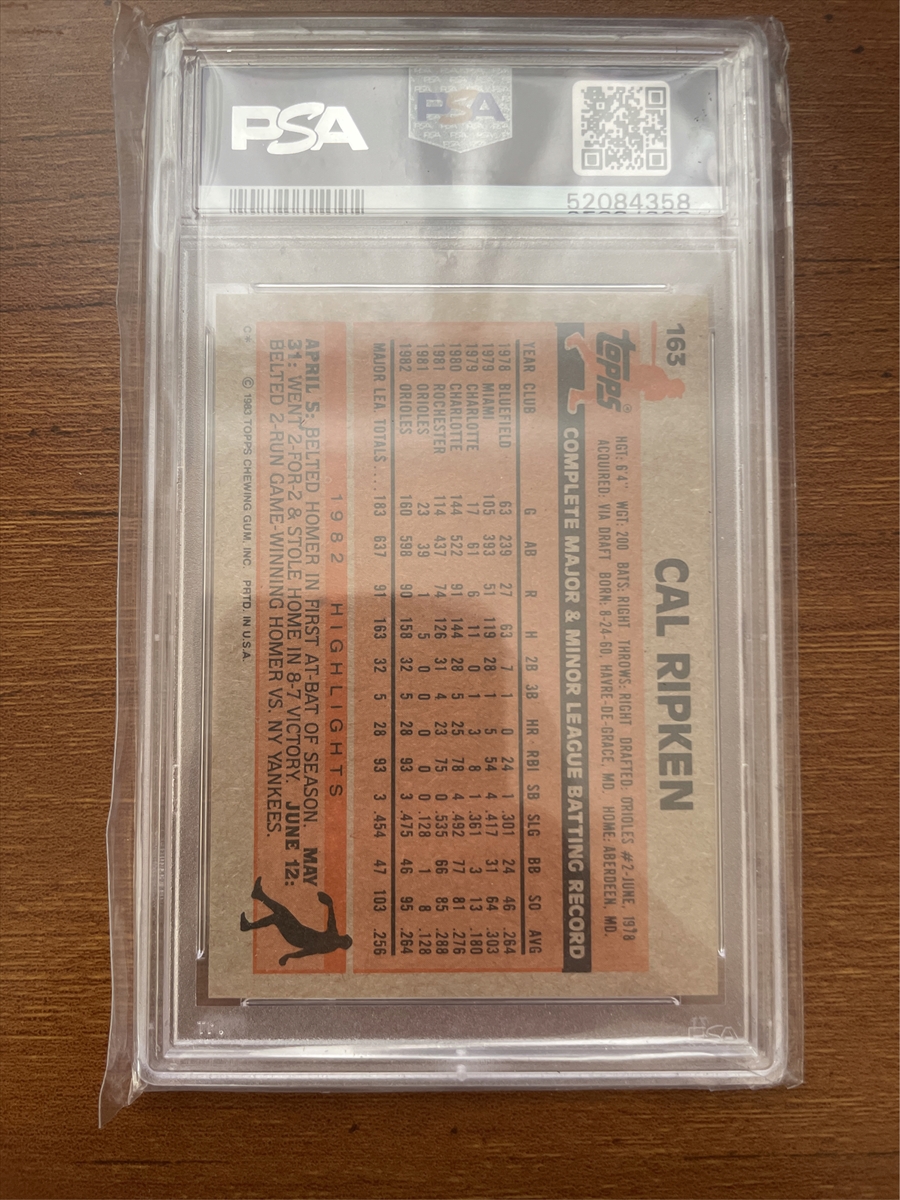 PSA
PSA
52084358
163
CAL RIPKEN
Topps®
HGT: 6'4" WGT: 200 BATS: RIGHT THROWS: RIGHT DRAFTED: ORIOLES #2-JUNE, 1978
ACQUIRED: VIA DRAFT BORN: 8-24-60, HAVRE-DE-GRACE, MD. HOME: ABERDEEN, MD.
COMPLETE MAJOR & MINOR LEAGUE BATTING RECORD
YEAR CLUB G AB R H 2B 3B HR RBI SB SLG BB SO AVG
1978 BLUEFIELD 63 239 27 63 7 1 0 24 1 .301 24 46 .264
1979 MIAMI 105 393 51 119 28 1 5 54 4 .417 31 64 .303
1979 CHARLOTTE 17 61 6 11 0 1 3 8 1 .361 3 13 .180
1980 CHARLOTTE 144 522 91 144 28 5 25 78 4 .492 77 81 .276
1981 ROCHESTER 114 437 74 126 31 4 23 75 0 .535 66 85 .288
1981 ORIOLES 23 39 1 5 0 0 0 0 0 .128 1 8 .128
1982 ORIOLES 160 598 90 158 32 5 28 93 3 .475 46 95 .264
MAJOR LEA. TOTALS.... 183 637 91 163 32 5 28 93 3 .454 47 103 .256
1982 HIGHLIGHTS
APRIL 5: BELTED HOMER IN FIRST AT-BAT OF SEASON. MAY
31: WENT 2-FOR-2 & STOLE HOME IN 8-7 VICTORY. JUNE 12:
BELTED 2-RUN GAME-WINNING HOMER VS. NY YANKEES.
C* © 1983 TOPPS CHEWING GUM, INC. PRTD. IN U.S.A.
PSA